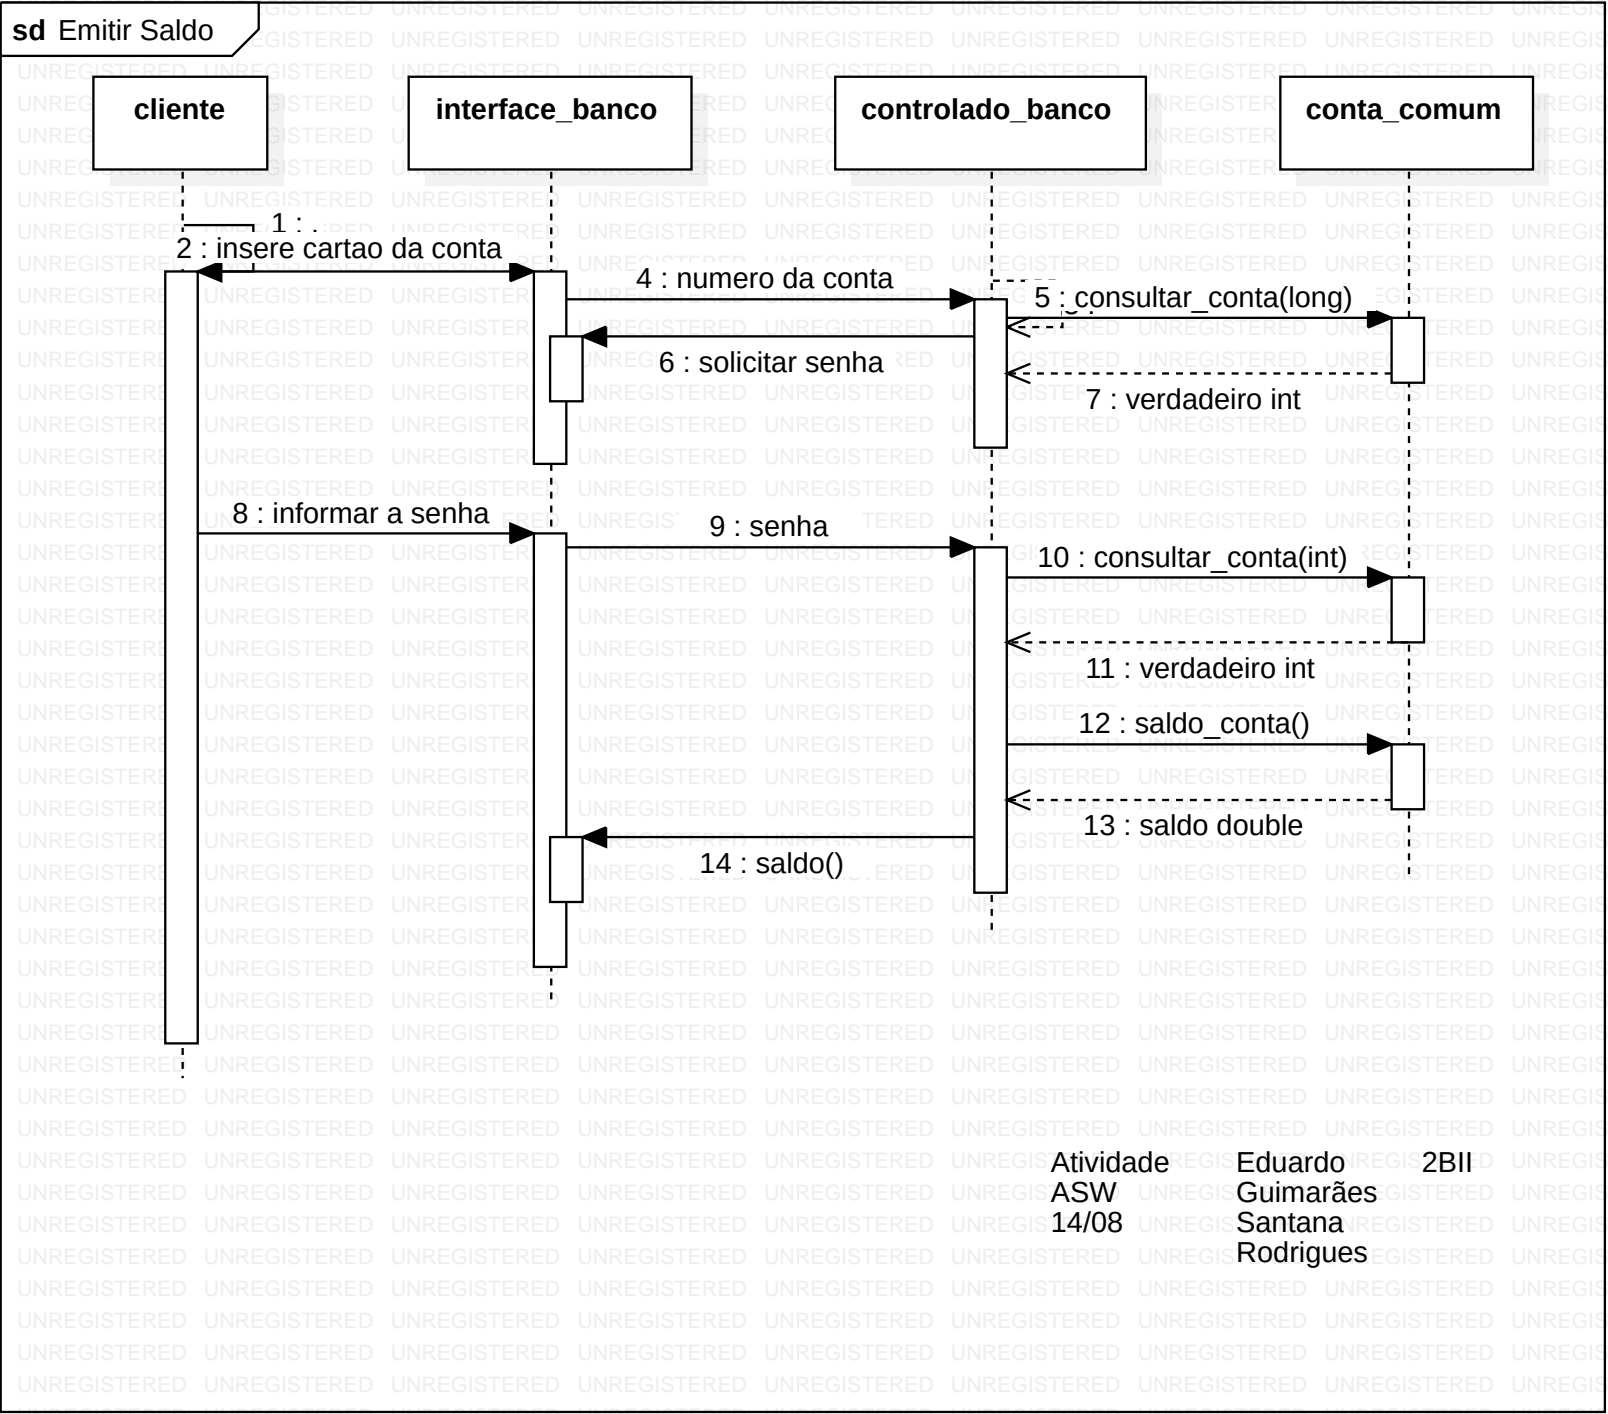 sd Emitir Saldo
cliente
interface_banco
controlado_banco
conta_comum
1 : .
2 : insere cartao da conta
4 : numero da conta
5 : consultar_conta(long)
6 : solicitar senha
7 : verdadeiro int
8 : informar a senha
9 : senha
10 : consultar_conta(int)
11 : verdadeiro int
12 : saldo_conta()
13 : saldo double
14 : saldo()
Atividade
ASW
14/08
Eduardo
Guimarães
Santana
Rodrigues
2BII
UNREGISTERED